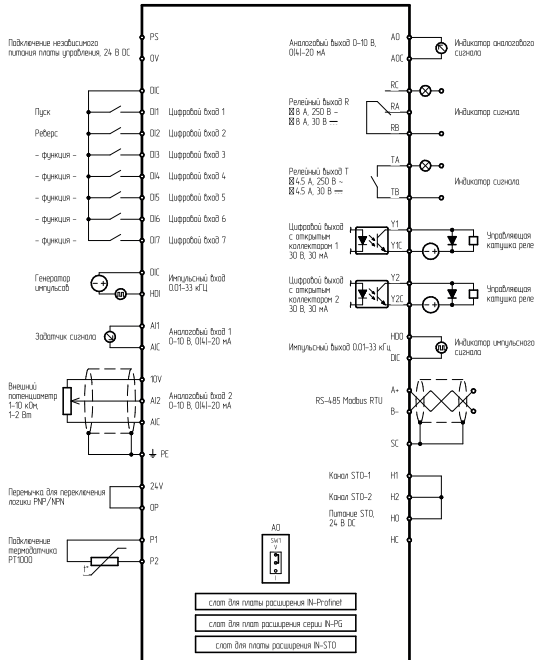 Подключение независимого
питания платы управления, 24 В DC
PS
0V
DIC
Пуск
DI1 Цифровой вход 1
Реверс
DI2 Цифровой вход 2
- функция -
DI3 Цифровой вход 3
- функция -
DI4 Цифровой вход 4
- функция -
DI5 Цифровой вход 5
- функция -
DI6 Цифровой вход 6
- функция -
DI7 Цифровой вход 7
Генератор
импульсов
DIC
HDI
Импульсный вход
0.01-33 кГц
Задатчик сигнала
AI1
AIC
Аналоговый вход 1
0-10 В, 0(4)-20 мА
Внешний
потенциометр
1-10 кОм,
1-2 Вт
10V
AI2
AIC
Аналоговый вход 2
0-10 В, 0(4)-20 мА
PE
Перемычка для переключения
логики PNP/NPN
24V
OP
Подключение
термодатчика
PT1000
t°
P1
P2
Аналоговый выход 0-10 В,
0(4)-20 мА
AO
AOC
Индикатор аналогового
сигнала
Релейный выход R
8 А, 250 В ~
8 А, 30 В
RC
RA
RB
Индикатор сигнала
Релейный выход T
4.5 А, 250 В ~
4.5 А, 30 В
TA
TB
Индикатор сигнала
Цифровой выход
с открытым
коллектором 1
30 В, 30 мА
Y1
Y1C
Управляющая
катушка реле
Цифровой выход
с открытым
коллектором 2
30 В, 30 мА
Y2
Y2C
Управляющая
катушка реле
Импульсный выход 0.01-33 кГц
HDO
DIC
Индикатор импульсного
сигнала
RS-485 Modbus RTU
A+
B-
SC
Канал STO-1 H1
Канал STO-2 H2
Питание STO,
24 В DC
H0
HC
AO
SW1
V
I
слот для платы расширения IN-Profinet
слот для плат расширения серии IN-PG
слот для платы расширения IN-STO